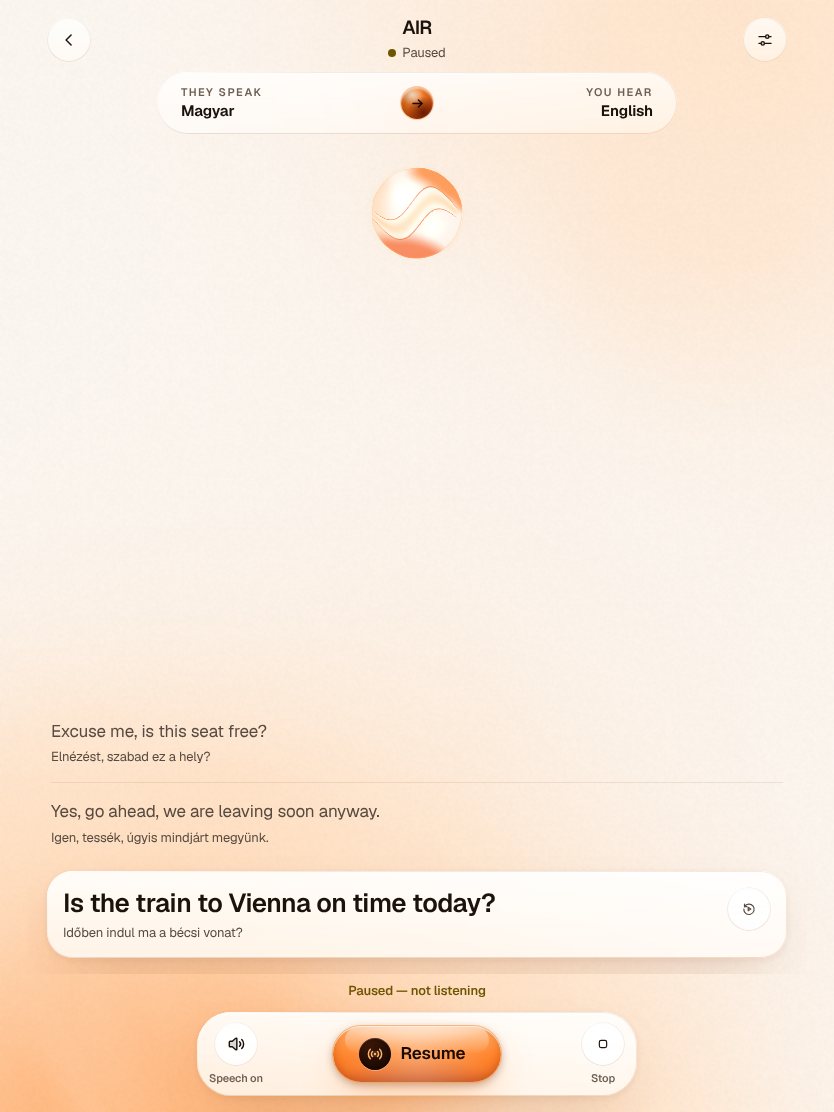 AIR
Paused
THEY SPEAK
Magyar
YOU HEAR
English
Excuse me, is this seat free?
Elnézést, szabad ez a hely?
Yes, go ahead, we are leaving soon anyway.
Igen, tessék, úgyis mindjárt megyünk.
Is the train to Vienna on time today?
Időben indul ma a bécsi vonat?
Paused — not listening
Speech on
Resume
Stop